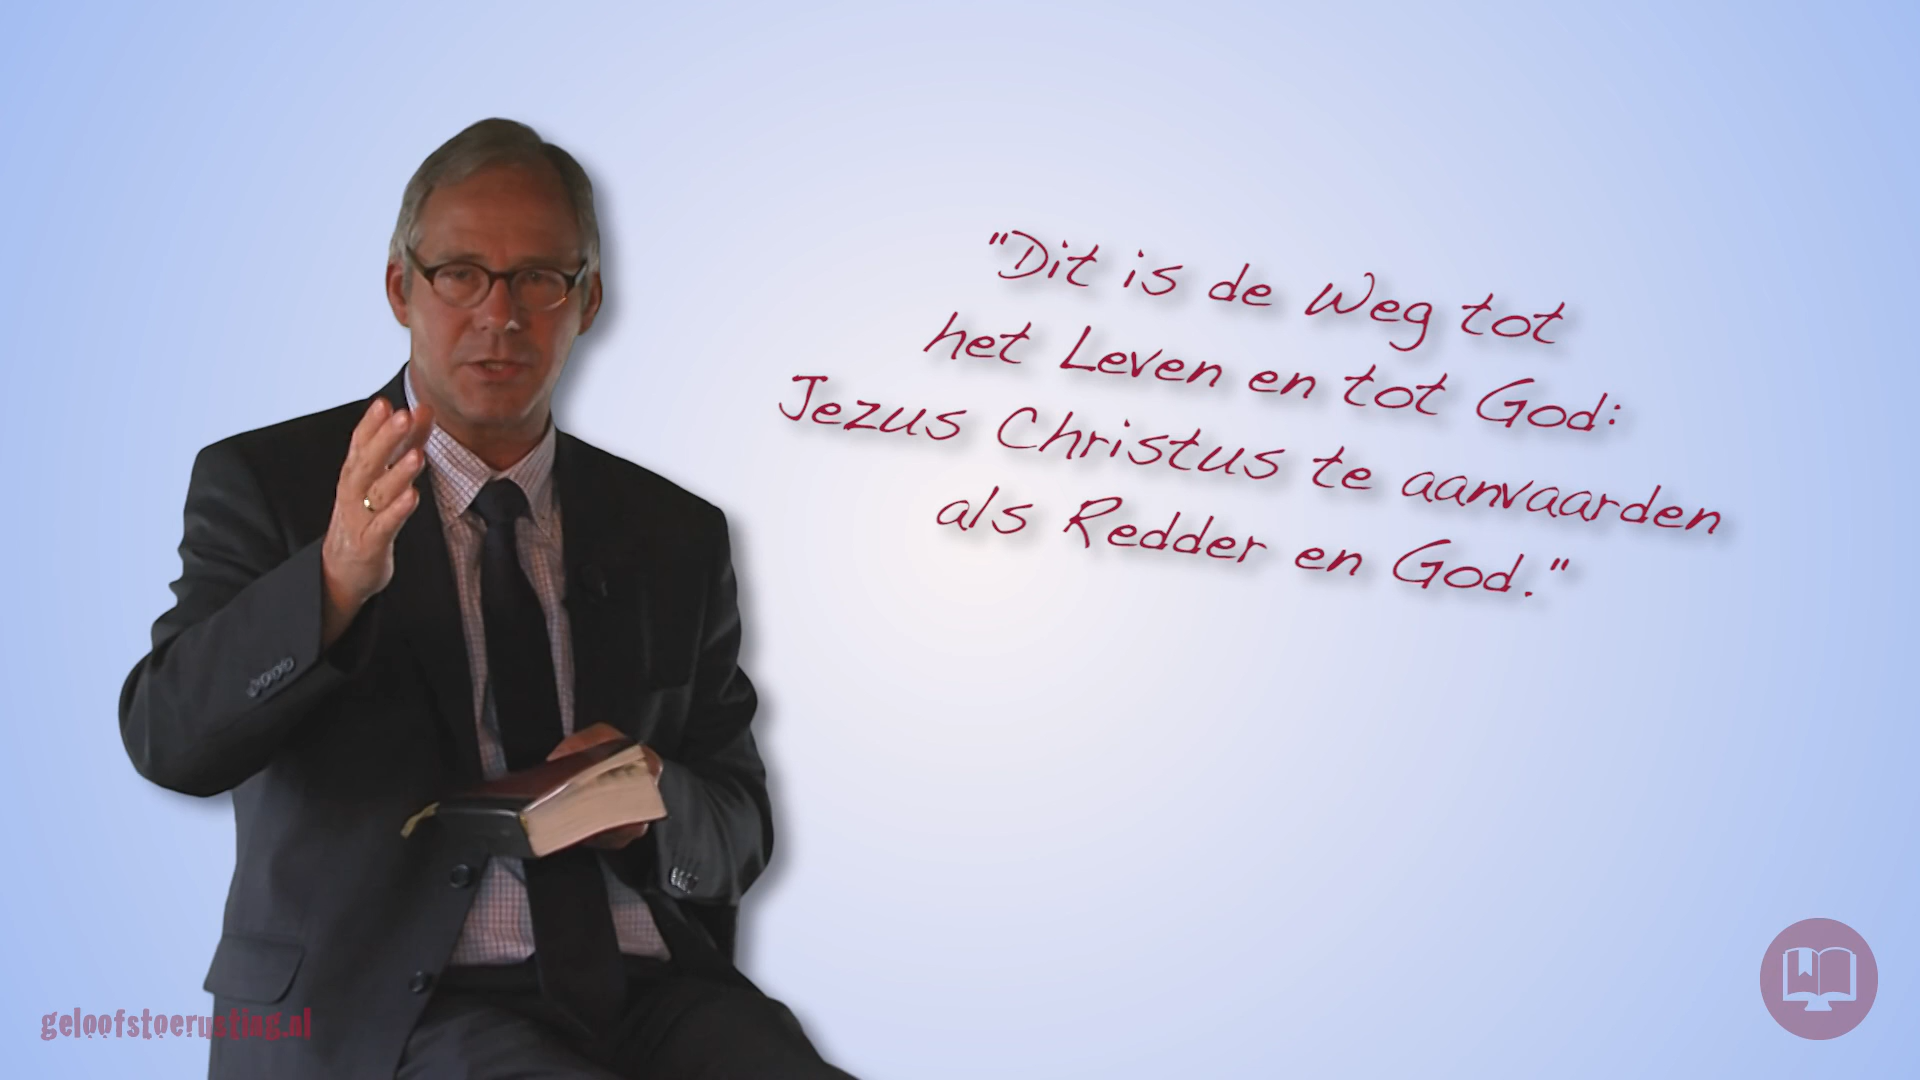 "Dit is de Weg tot
het Leven en tot God:
Jezus Christus te aanvaarden
als Redder en God."
geloofstoerusting.nl